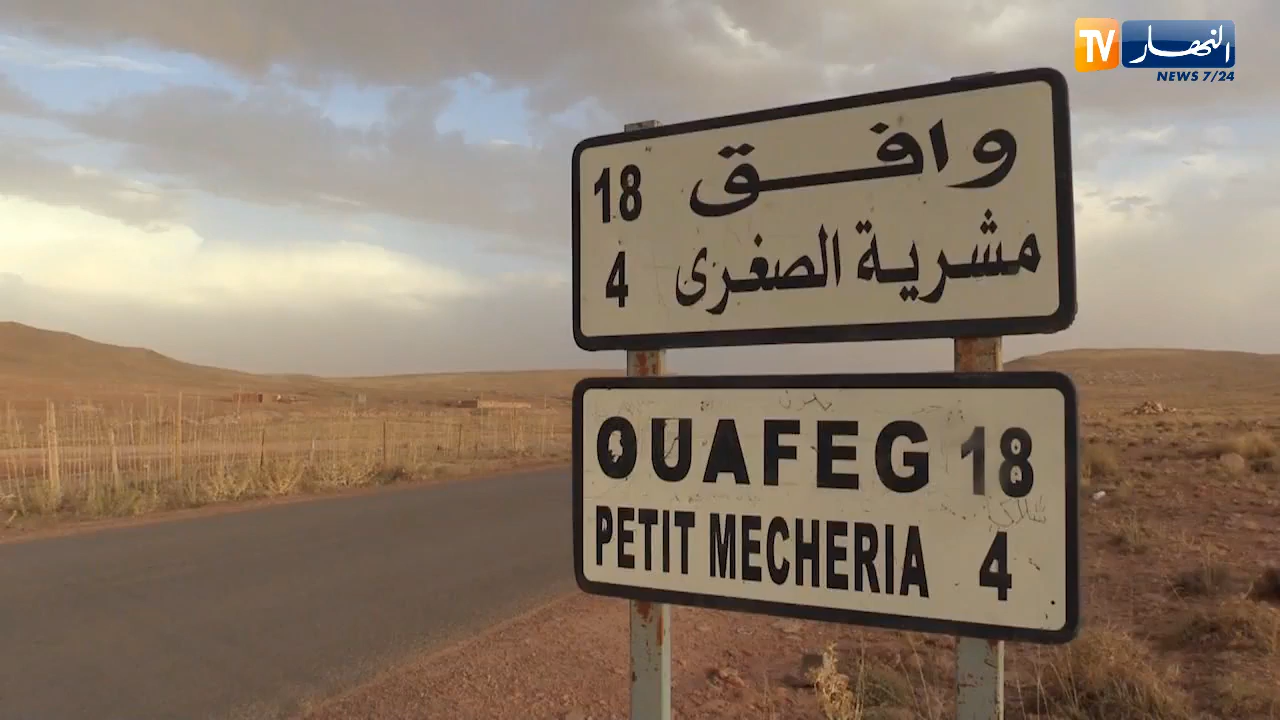 TV النهار
NEWS 7/24
وافق 18
مشرية الصغرى 4
OUAFEG 18
PETIT MECHERIA 4